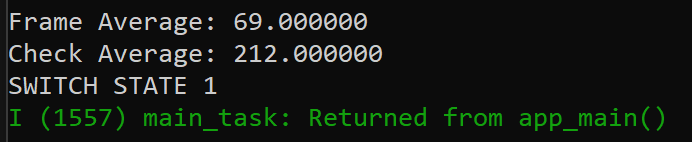 Frame Average: 69.000000
Check Average: 212.000000
SWITCH STATE 1
I (1557) main_task: Returned from app_main()